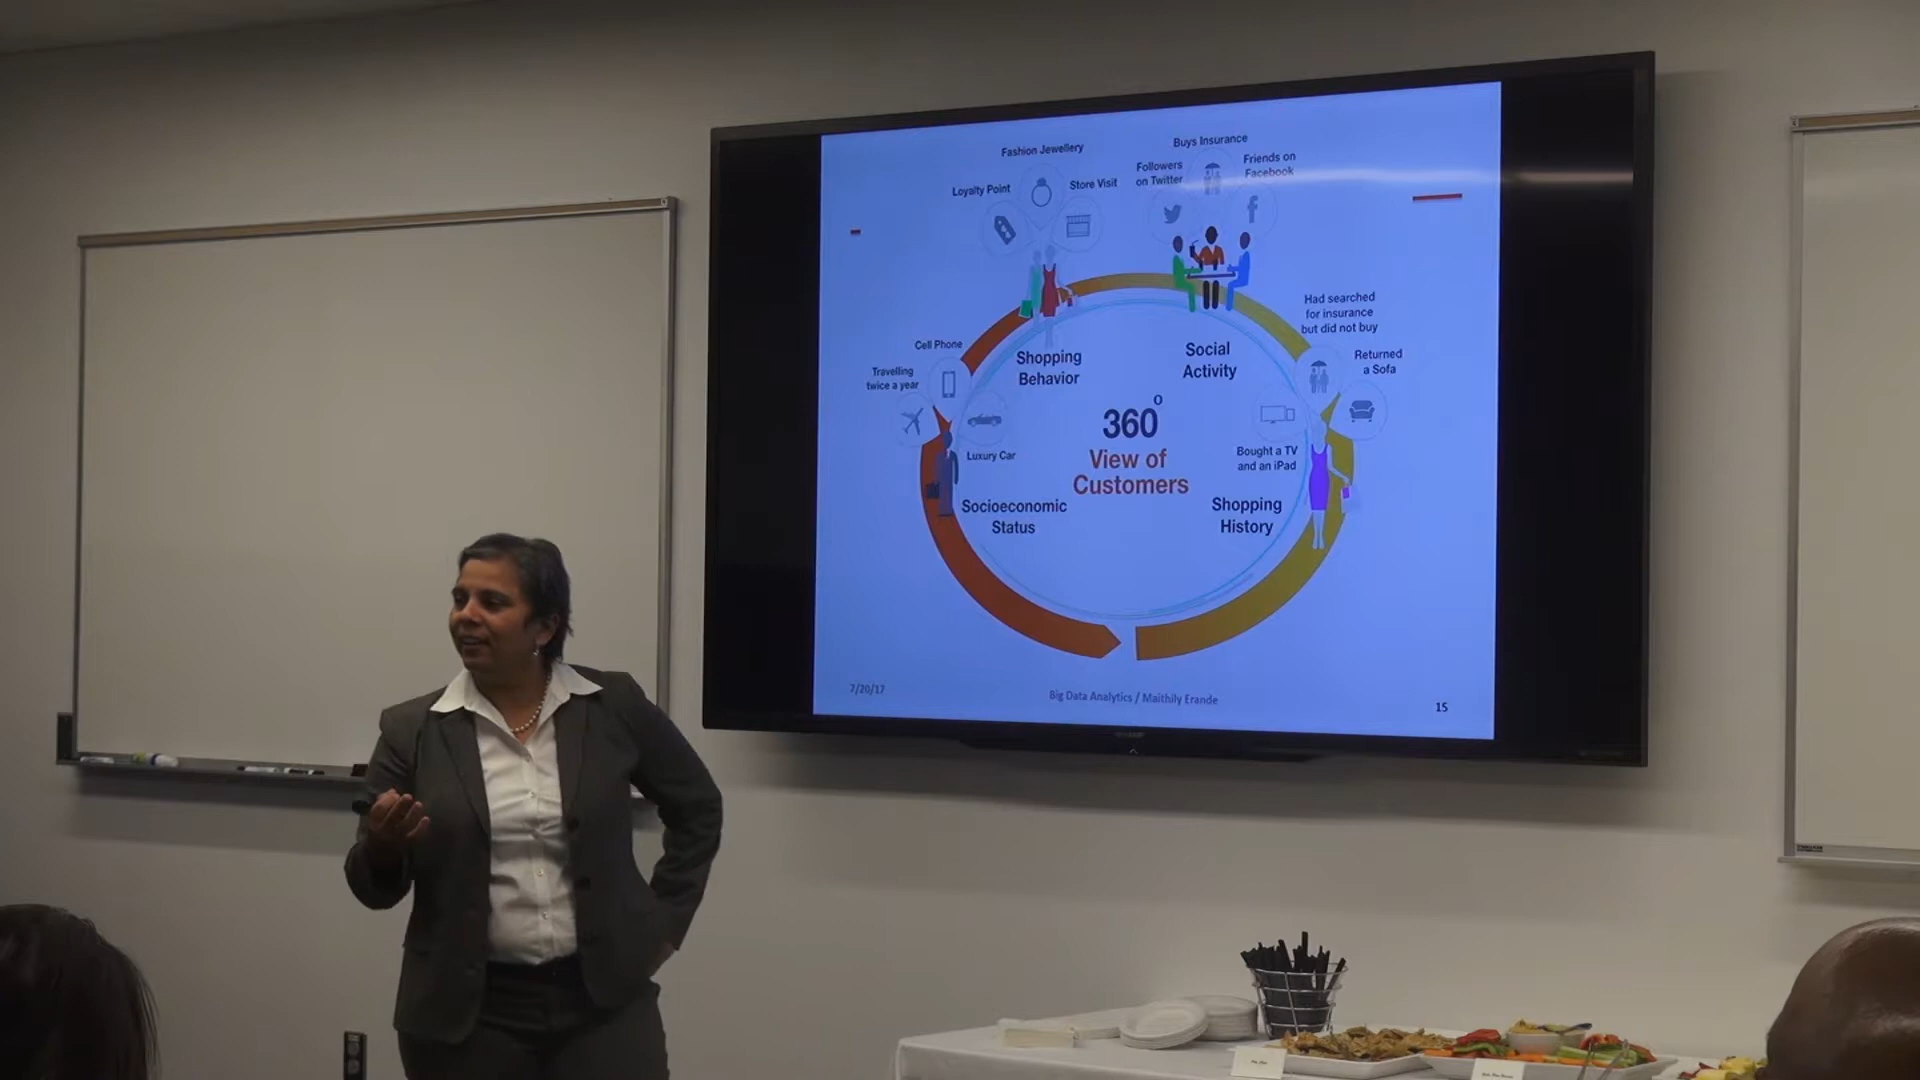 Fashion Jewellery
Loyalty Point
Store Visit
Buys Insurance
Followers
on Twitter
Friends on
Facebook
Had searched
for insurance
but did not buy
Returned
a Sofa
Cell Phone
Travelling
twice a year
Luxury Car
Shopping
Behavior
Social
Activity
360°
View of
Customers
Bought a TV
and an iPad
Socioeconomic
Status
Shopping
History
7/20/17
Big Data Analytics / Maithily Erande
15